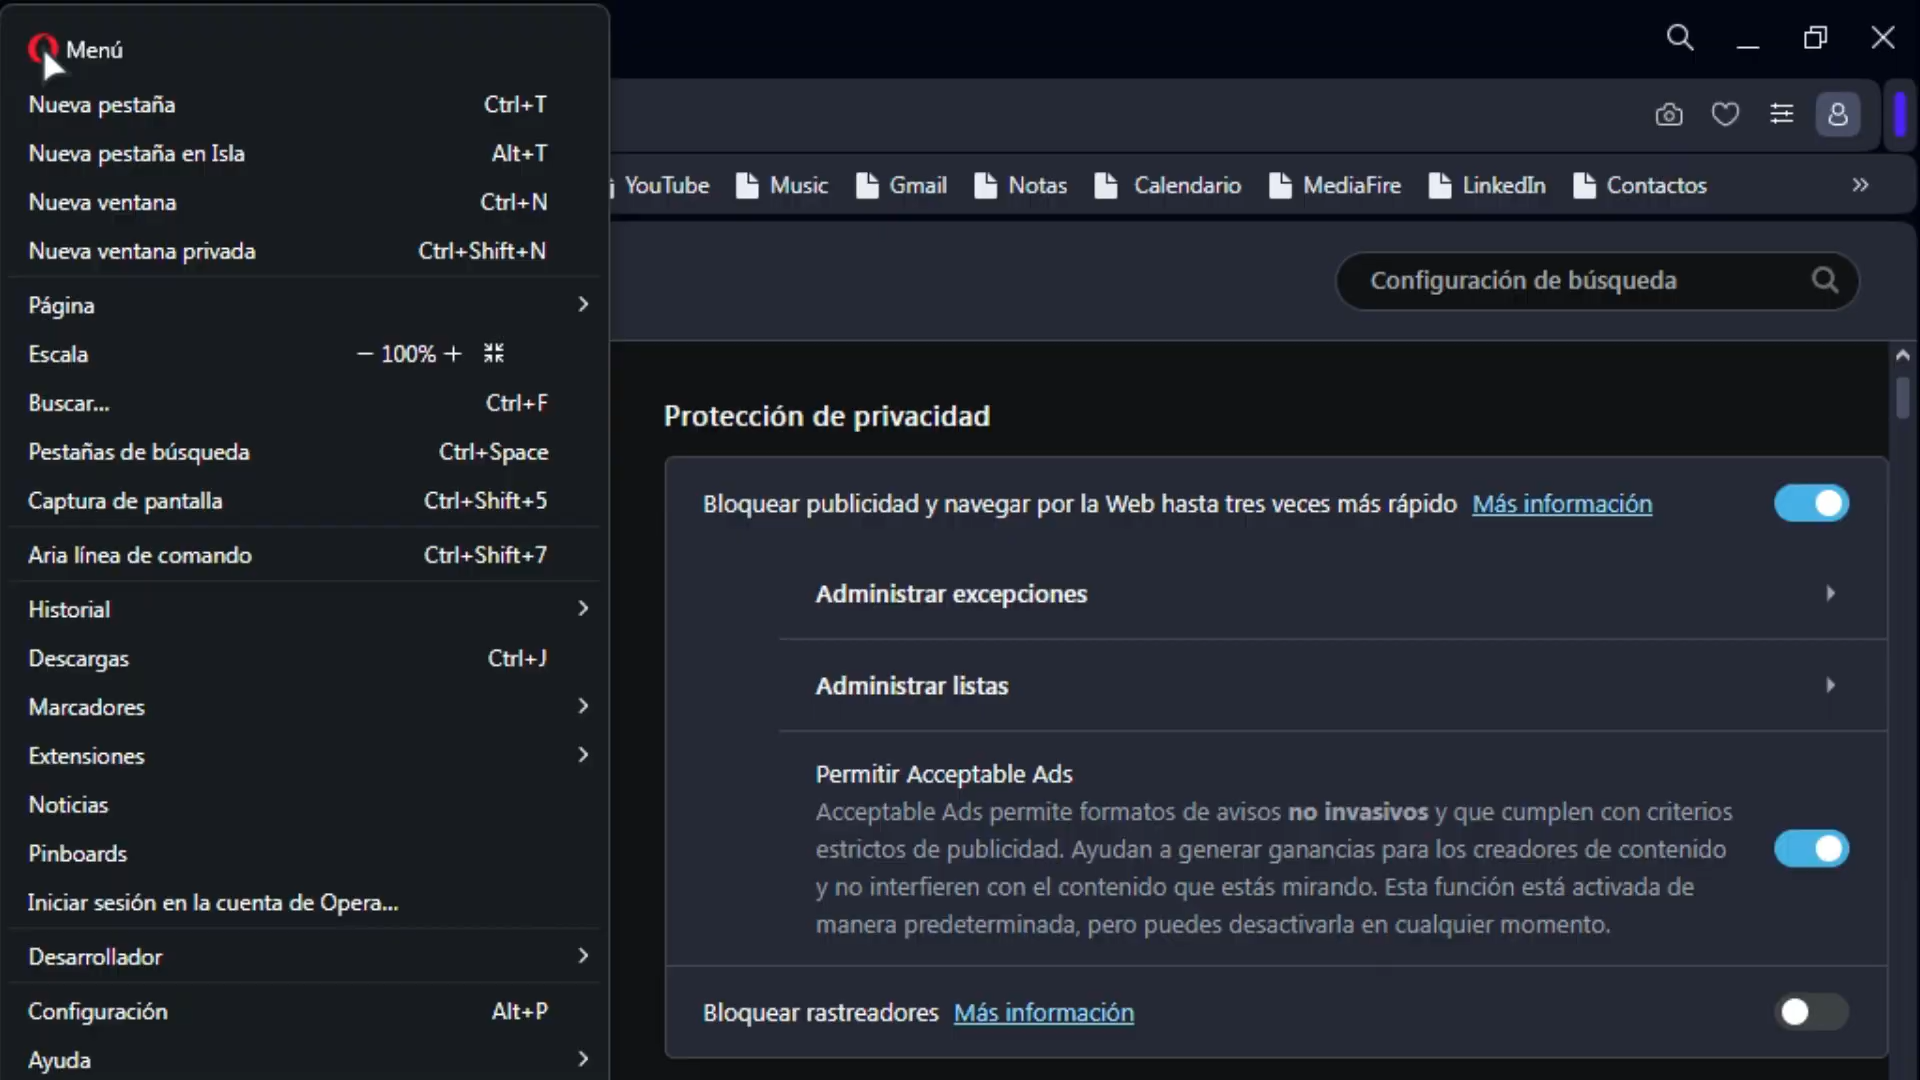 Menú
Nueva pestaña Ctrl+T
Nueva pestaña en Isla Alt+T
Nueva ventana Ctrl+N
Nueva ventana privada Ctrl+Shift+N
Página
Escala − 100% +
Buscar... Ctrl+F
Pestañas de búsqueda Ctrl+Space
Captura de pantalla Ctrl+Shift+5
Aria línea de comando Ctrl+Shift+7
Historial
Descargas Ctrl+J
Marcadores
Extensiones
Noticias
Pinboards
Iniciar sesión en la cuenta de Opera...
Desarrollador
Configuración Alt+P
Ayuda
YouTube Music Gmail Notas Calendario MediaFire LinkedIn Contactos »
Configuración de búsqueda
Protección de privacidad
Bloquear publicidad y navegar por la Web hasta tres veces más rápido Más información
Administrar excepciones
Administrar listas
Permitir Acceptable Ads
Acceptable Ads permite formatos de avisos no invasivos y que cumplen con criterios
estrictos de publicidad. Ayudan a generar ganancias para los creadores de contenido
y no interfieren con el contenido que estás mirando. Esta función está activada de
manera predeterminada, pero puedes desactivarla en cualquier momento.
Bloquear rastreadores Más información